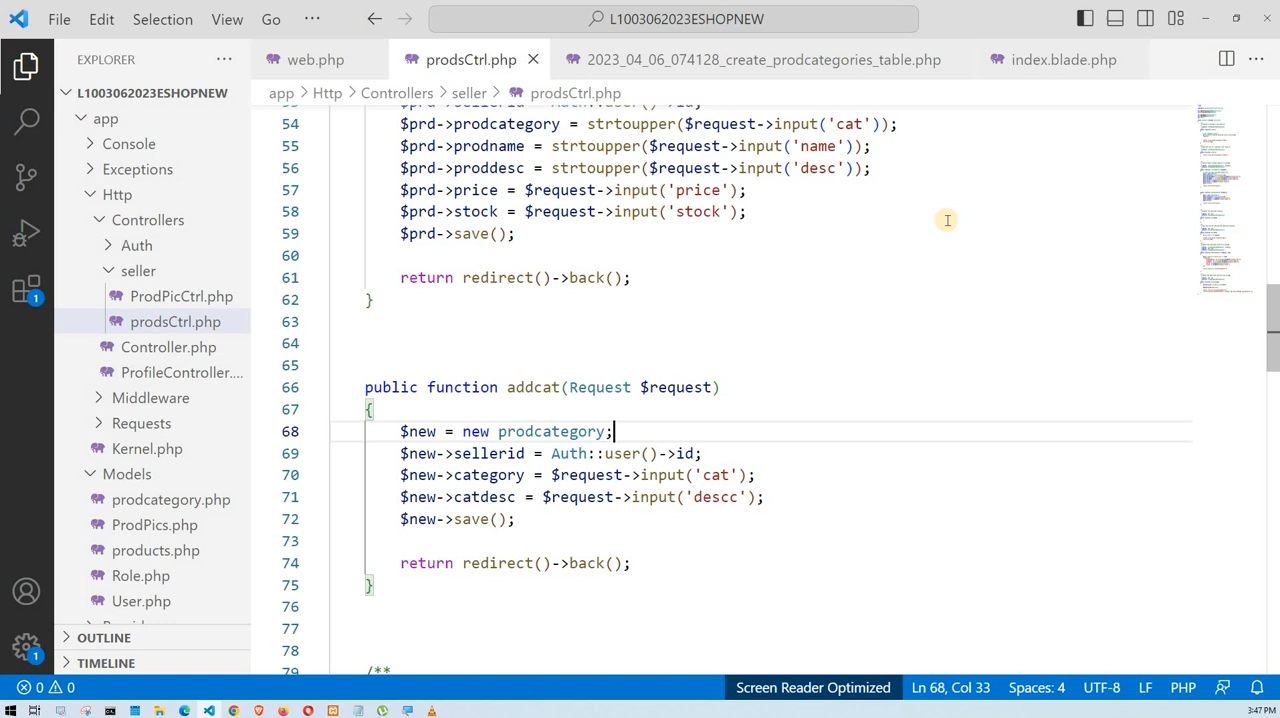 File Edit Selection View Go ··· L1003062023ESHOPNEW
EXPLORER ···
web.php prodsCtrl.php 2023_04_06_074128_create_prodcategories_table.php index.blade.php ···
L1003062023ESHOPNEW
app
Console
Exceptions
Http
Controllers
Auth
seller
ProdPicCtrl.php
prodsCtrl.php
Controller.php
ProfileController....
Middleware
Requests
Kernel.php
Models
prodcategory.php
ProdPics.php
products.php
Role.php
User.php
OUTLINE
TIMELINE
app > Http > Controllers > seller > prodsCtrl.php
54 $prd->prodcategory = strtoupper($request->input('cat'));
55 $prd->prodname = strtoupper($request->input('name'));
56
57 $prd->price = $request->input('price');
58 $prd->stock = $request->input('stock');
59 $prd->save
60
61 return redirect()->back();
62 }
63
64
65
66 public function addcat(Request $request)
67 {
68 $new = new prodcategory;
69 $new->sellerid = Auth::user()->id;
70 $new->category = $request->input('cat');
71 $new->catdesc = $request->input('descc');
72 $new->save();
73
74 return redirect()->back();
75 }
76
77
78
79 /**
1
1
0 0 Screen Reader Optimized Ln 68, Col 33 Spaces: 4 UTF-8 LF PHP
3:47 PM